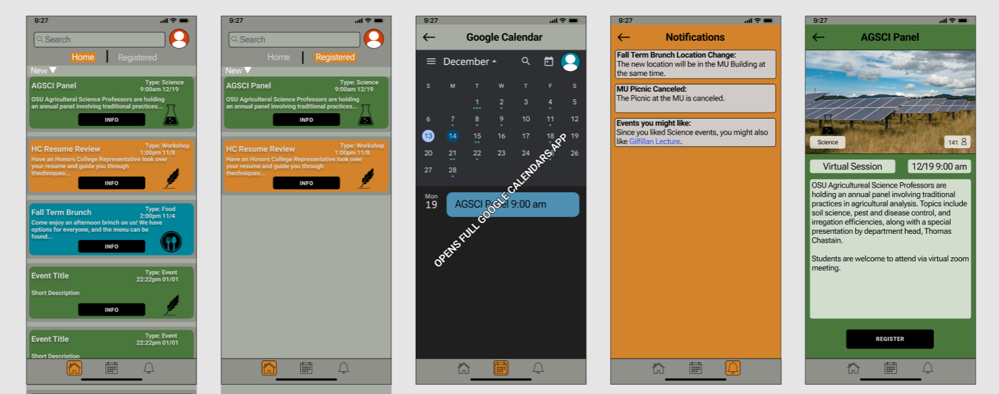 9:27
Search
Home
Registered
New ▼
AGSCI Panel
Type: Science
9:00am 12/19
OSU Agriculteral Science Professors are holding
an annual panel involving traditional practices...
INFO
HC Resume Review
Type: Workshop
1:00pm 11/8
Have an Honors College Representative look over
your resume and guide you through
thechniques...
INFO
Fall Term Brunch
Type: Food
2:00pm 11/4
Come enjoy an afternoon brinch on us! We have
options for everyone, and the menu can be
found...
INFO
Event Title
Type: Event
22:22pm 01/01
Short Description
INFO
Event Title
Type: Event
22:22pm 01/01
Short Description
9:27
Search
Home
Registered
New ▼
AGSCI Panel
Type: Science
9:00am 12/19
OSU Agriculteral Science Professors are holding
an annual panel involving traditional practices...
INFO
HC Resume Review
Type: Workshop
1:00pm 11/8
Have an Honors College Representative look over
your resume and guide you through
thechniques...
INFO
9:27
Google Calendar
December
S M T W T F S
1 2 3 4 5
6 7 8 9 10 11 12
13 14 15 16 17 18 19
20 21 22 23 24 26
27 28
Mon
19
AGSCI Panel 9:00 am
OPENS FULL GOOGLE CALENDARS APP
9:27
Notifications
Fall Term Brunch Location Change:
The new location will be in the MU Building at
the same time.
MU Picnic Canceled:
The Picnic at the MU is canceled.
Events you might like:
Since you liked Science events, you might also
like Gilfillan Lecture.
9:27
AGSCI Panel
Science
141
Virtual Session
12/19 9:00 am
OSU Agricultureal Science Professors are
holding an annual panel involving traditional
practices in agricultural analysis. Topics include
soil science, pest and disease control, and
irregation efficiencies, along with a special
presentation by department head, Thomas
Chastain.
Students are welcome to attend via virtual zoom
meeting.
REGISTER